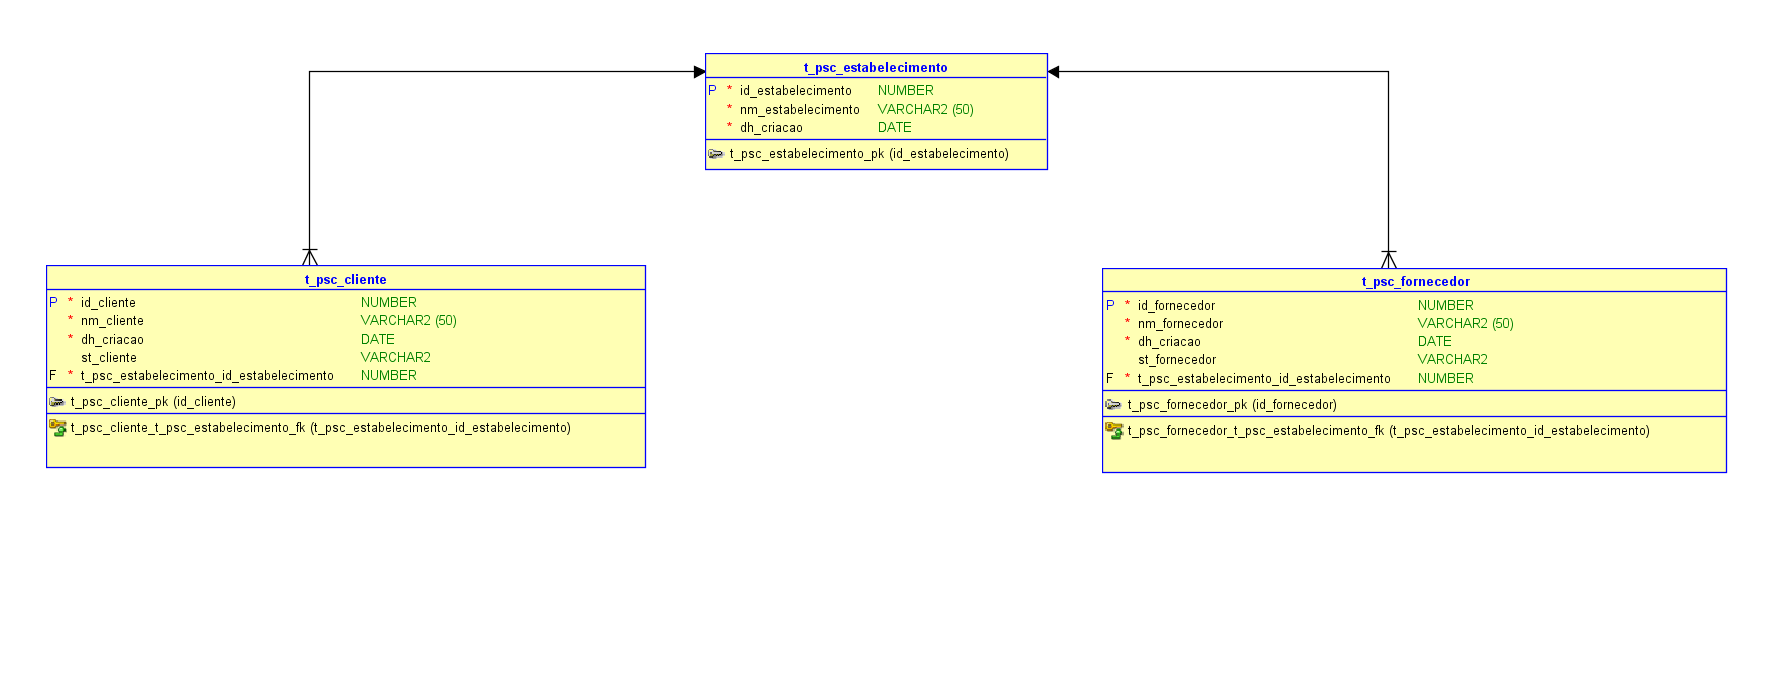 t_psc_estabelecimento
P * id_estabelecimento NUMBER
* nm_estabelecimento VARCHAR2 (50)
* dh_criacao DATE
t_psc_estabelecimento_pk (id_estabelecimento)
t_psc_cliente
P * id_cliente NUMBER
* nm_cliente VARCHAR2 (50)
* dh_criacao DATE
st_cliente VARCHAR2
F * t_psc_estabelecimento_id_estabelecimento NUMBER
t_psc_cliente_pk (id_cliente)
t_psc_cliente_t_psc_estabelecimento_fk (t_psc_estabelecimento_id_estabelecimento)
t_psc_fornecedor
P * id_fornecedor NUMBER
* nm_fornecedor VARCHAR2 (50)
* dh_criacao DATE
st_fornecedor VARCHAR2
F * t_psc_estabelecimento_id_estabelecimento NUMBER
t_psc_fornecedor_pk (id_fornecedor)
t_psc_fornecedor_t_psc_estabelecimento_fk (t_psc_estabelecimento_id_estabelecimento)